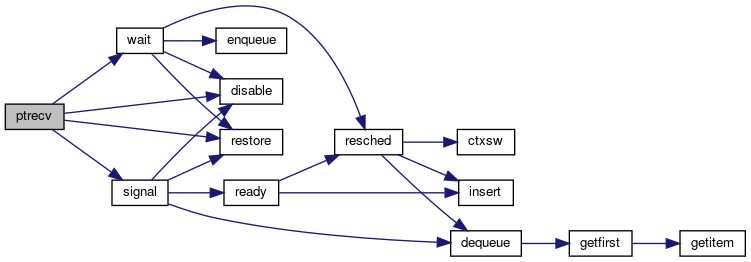 wait
enqueue
disable
ptrecv
restore
resched
ctxsw
signal
ready
insert
dequeue
getfirst
getitem